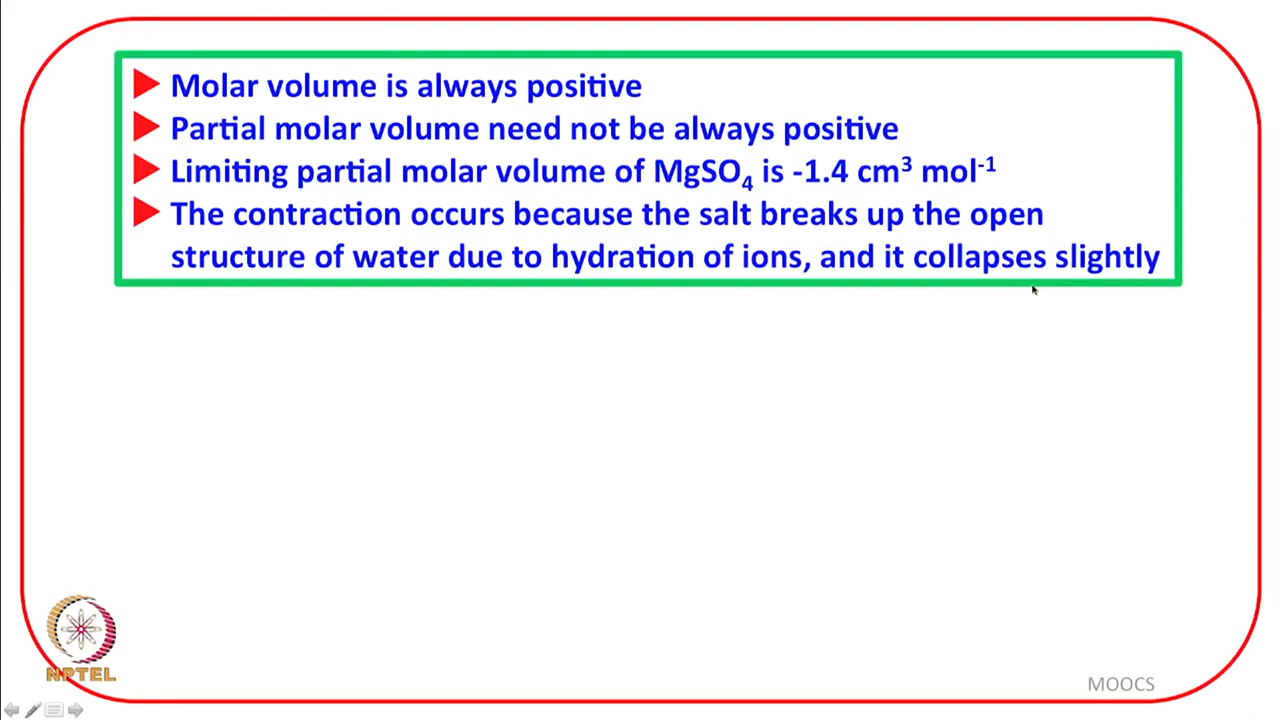 Molar volume is always positive
Partial molar volume need not be always positive
Limiting partial molar volume of MgSO₄ is -1.4 cm³ mol⁻¹
The contraction occurs because the salt breaks up the open
structure of water due to hydration of ions, and it collapses slightly
NPTEL
MOOCS